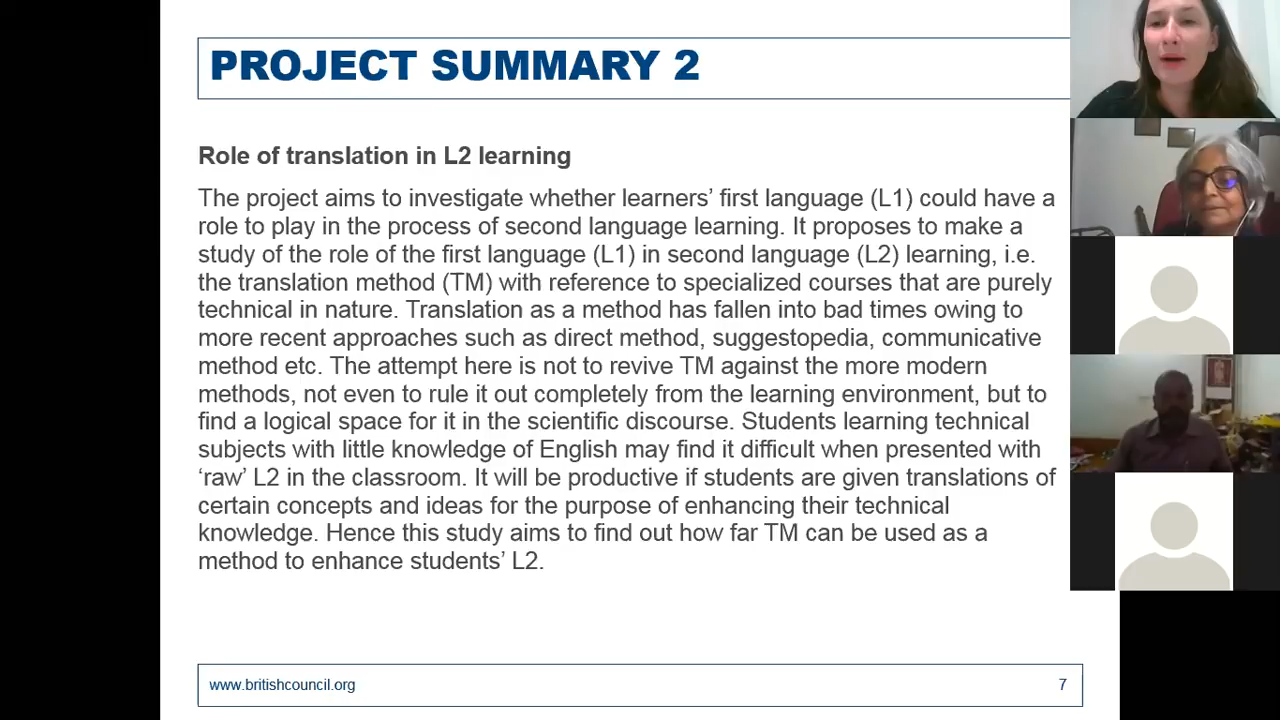 PROJECT SUMMARY 2
Role of translation in L2 learning
The project aims to investigate whether learners’ first language (L1) could have a
role to play in the process of second language learning. It proposes to make a
study of the role of the first language (L1) in second language (L2) learning, i.e.
the translation method (TM) with reference to specialized courses that are purely
technical in nature. Translation as a method has fallen into bad times owing to
more recent approaches such as direct method, suggestopedia, communicative
method etc. The attempt here is not to revive TM against the more modern
methods, not even to rule it out completely from the learning environment, but to
find a logical space for it in the scientific discourse. Students learning technical
subjects with little knowledge of English may find it difficult when presented with
‘raw’ L2 in the classroom. It will be productive if students are given translations of
certain concepts and ideas for the purpose of enhancing their technical
knowledge. Hence this study aims to find out how far TM can be used as a
method to enhance students’ L2.
www.britishcouncil.org 7